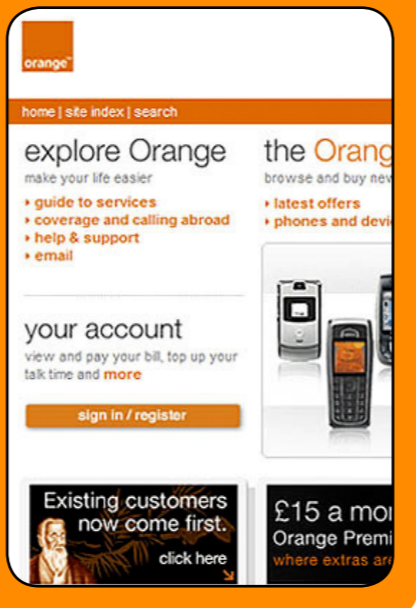 orange™
home | site index | search
explore Orange
make your life easier
guide to services
coverage and calling abroad
help & support
email
your account
view and pay your bill, top up your
talk time and more
sign in / register
Existing customers
now come first.
click here
the Orang
browse and buy new
latest offers
phones and devi
£15 a mo
Orange Premi
where extras are